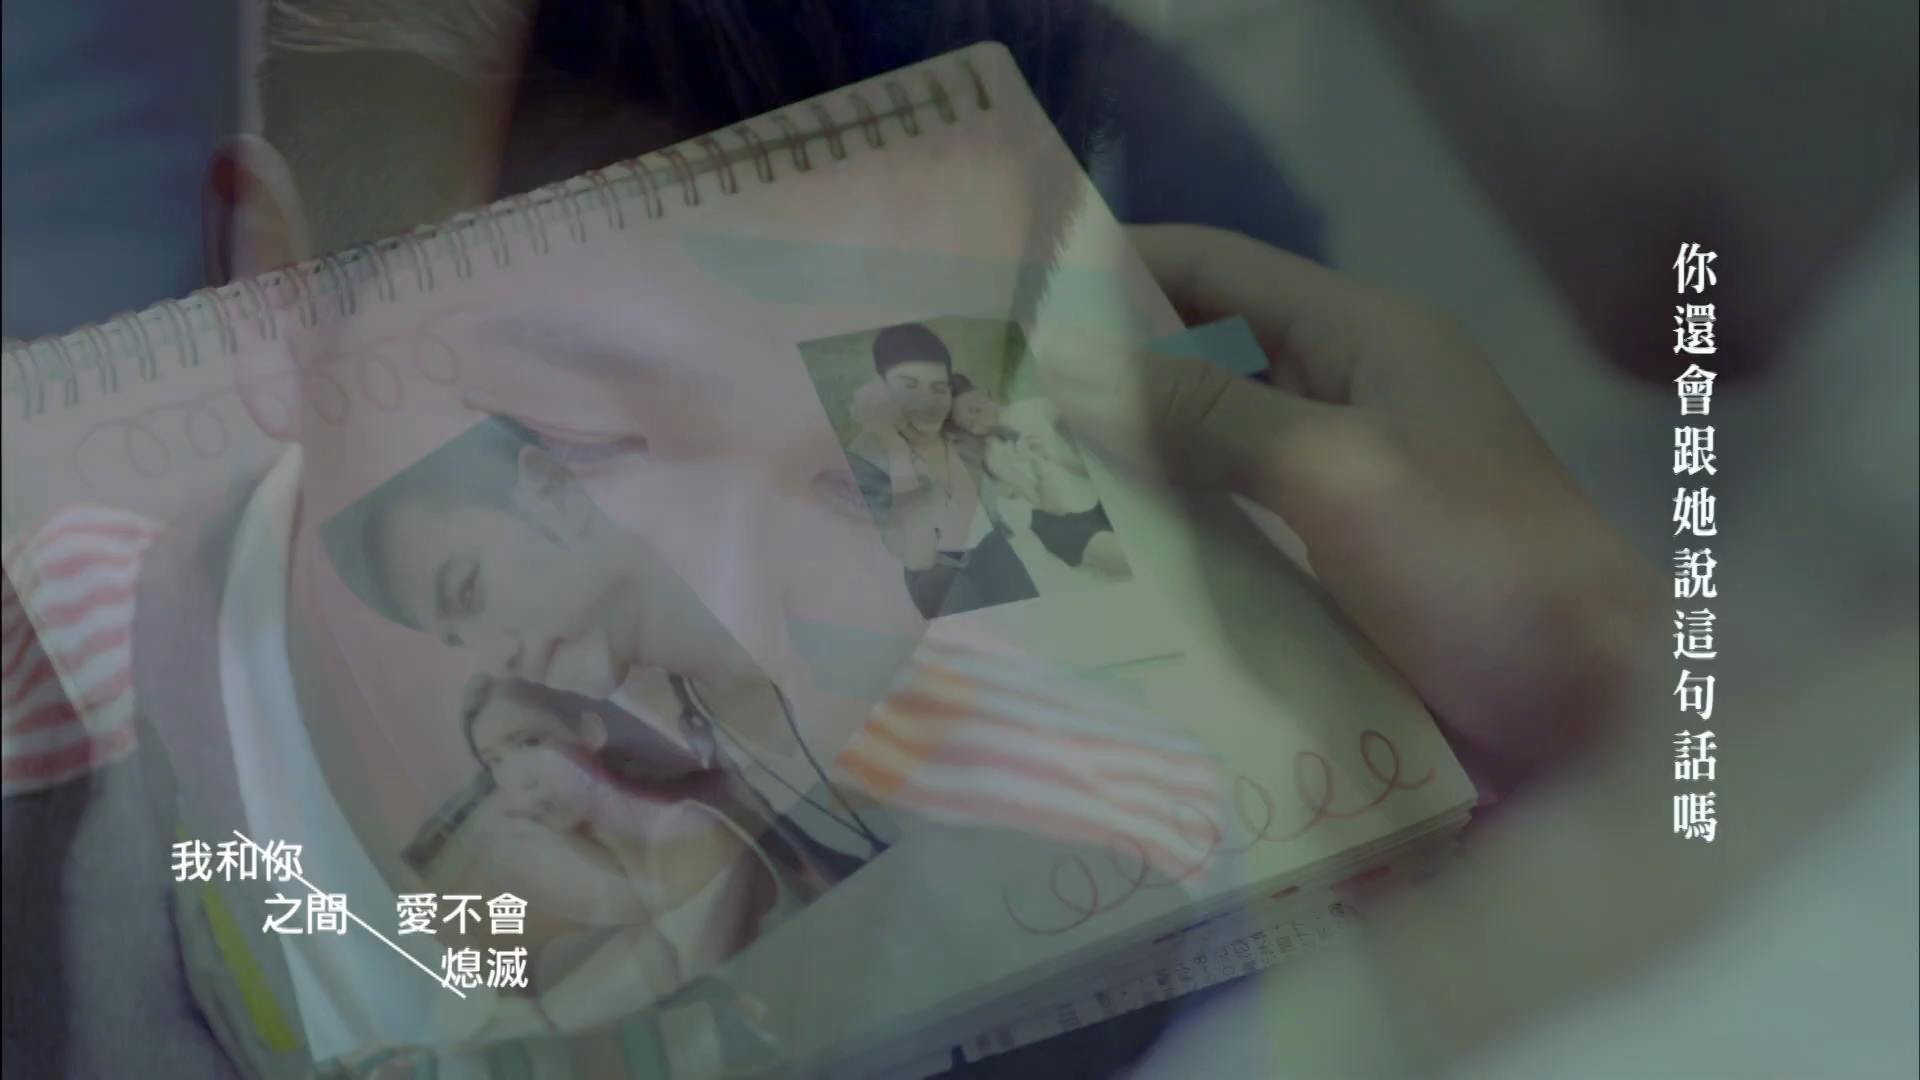 你還會跟她說這句話嗎
我和你
之間 愛不會
熄滅